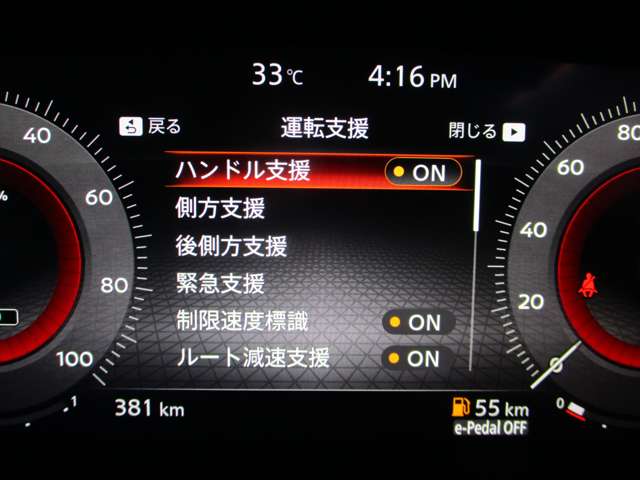 33℃ 4:16 PM
戻る 運転支援 閉じる
ハンドル支援 ON
側方支援
後側方支援
緊急支援
制限速度標識 ON
ルート減速支援 ON
40
60
80
100
1
%
80
60
40
20
0
0
381 km
55 km
e-Pedal OFF